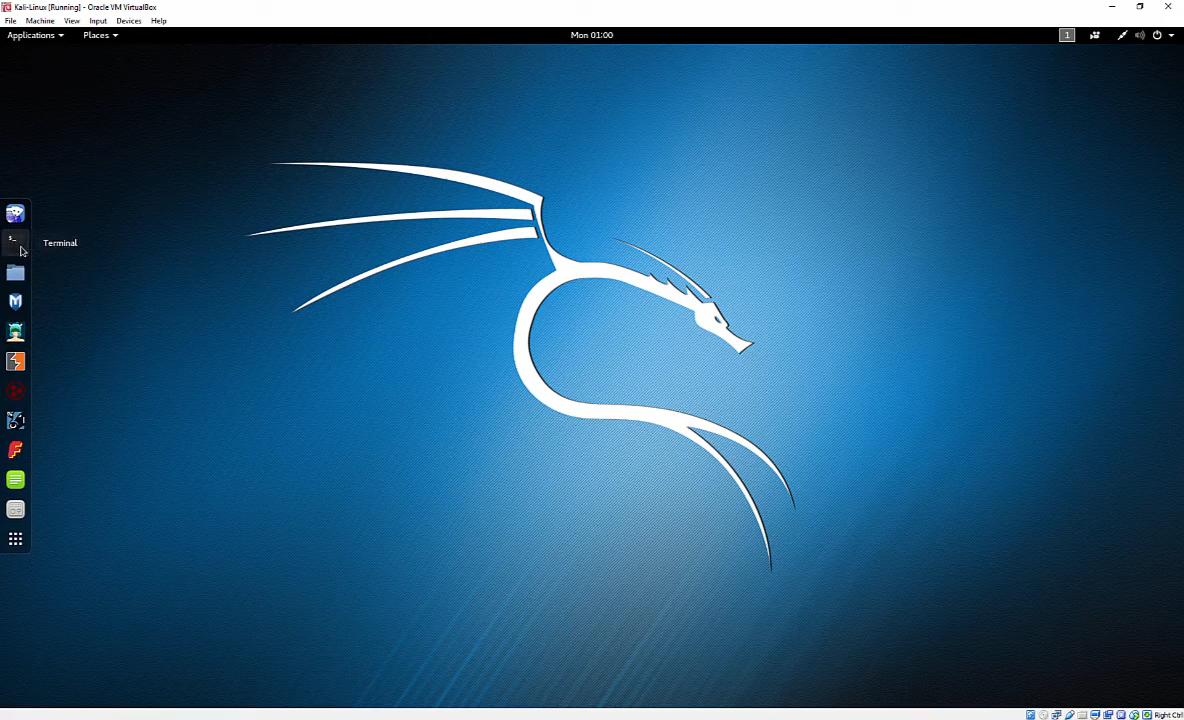 Kali-Linux [Running] - Oracle VM VirtualBox
File Machine View Input Devices Help
Applications Places Mon 01:00 1
$_ Terminal
Right Ctrl